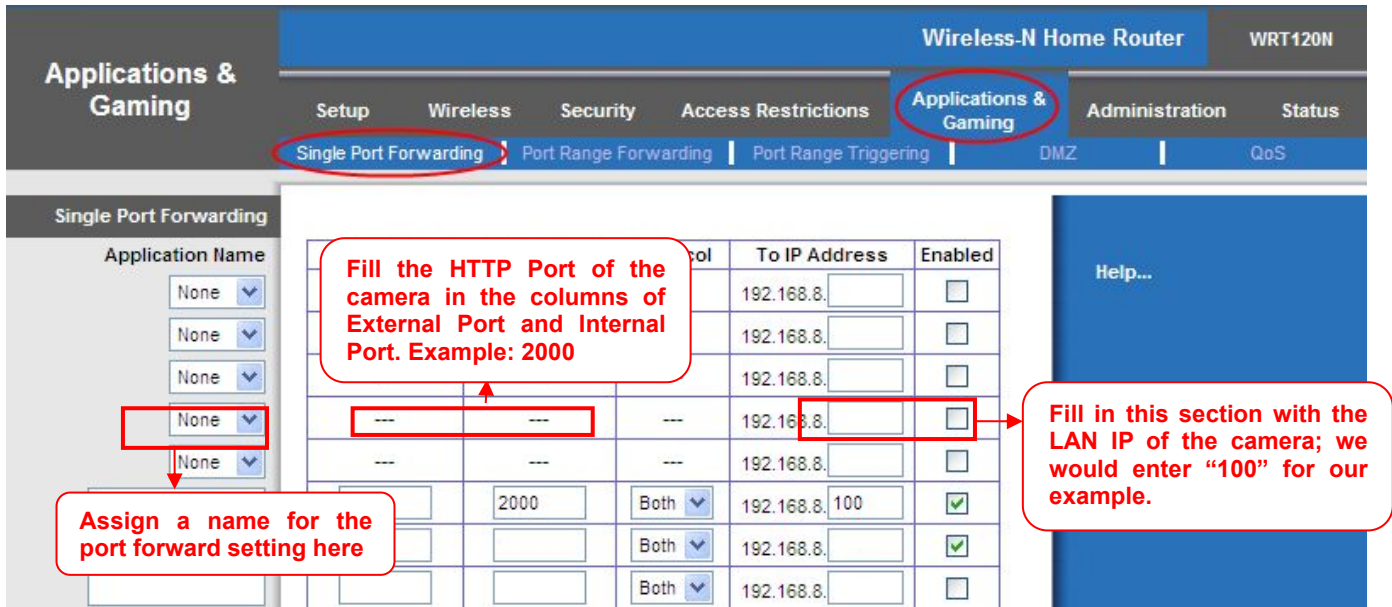 Wireless-N Home Router WRT120N
Applications &
Gaming
Setup Wireless Security Access Restrictions Applications & Gaming Administration Status
Single Port Forwarding Port Range Forwarding Port Range Triggering DMZ QoS
Single Port Forwarding
Application Name
col To IP Address Enabled
Help...
Fill the HTTP Port of the
camera in the columns of
External Port and Internal
Port. Example: 2000
None 192.168.8.
None 192.168.8.
None 192.168.8.
None --- --- --- 192.168.8.
None --- --- --- 192.168.8.
Fill in this section with the
LAN IP of the camera; we
would enter “100” for our
example.
2000 Both 192.168.8. 100
Both 192.168.8.
Both 192.168.8.
Assign a name for the
port forward setting here